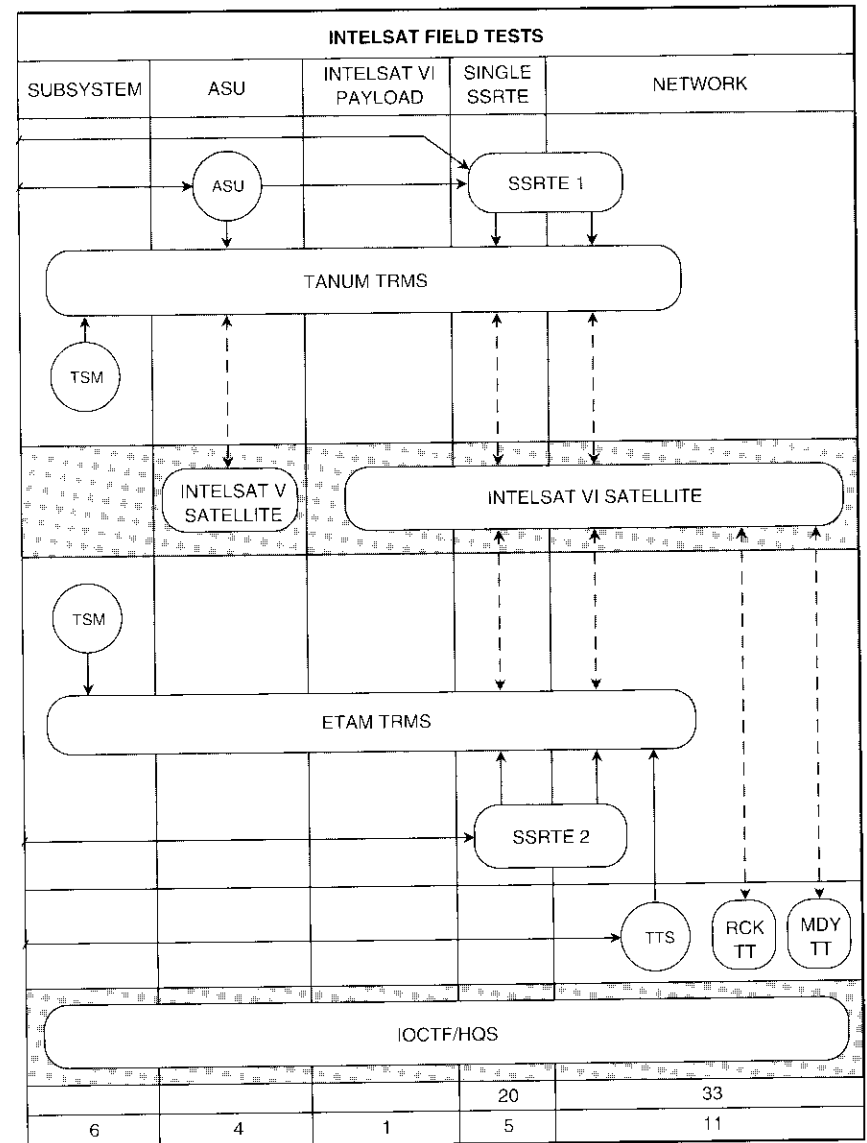 INTELSAT FIELD TESTS
SUBSYSTEM
ASU
INTELSAT VI
PAYLOAD
SINGLE
SSRTE
NETWORK
ASU
SSRTE 1
TANUM TRMS
TSM
INTELSAT V
SATELLITE
INTELSAT VI SATELLITE
TSM
ETAM TRMS
SSRTE 2
TTS
RCK
TT
MDY
TT
IOCTF/HQS
20 33
6 4 1 5 11